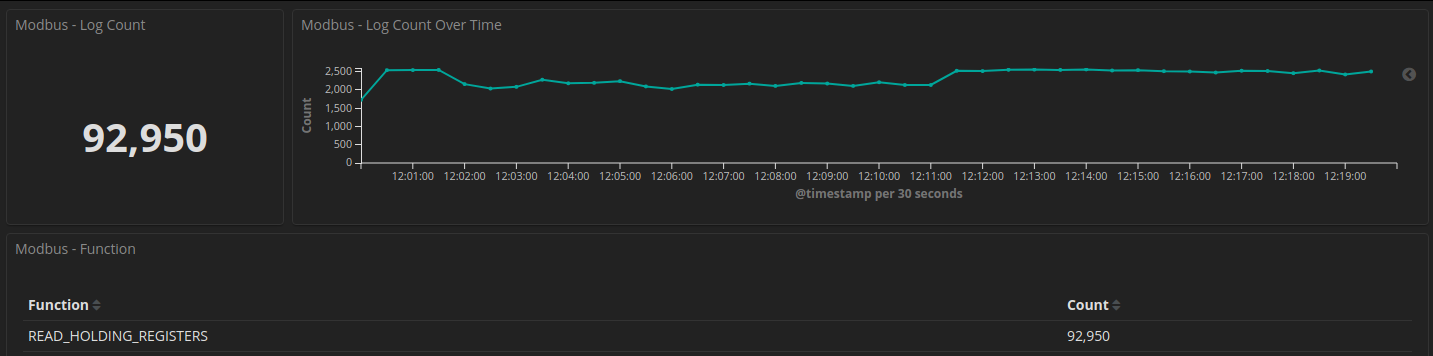 Modbus - Log Count
92,950
Modbus - Log Count Over Time
2,500
2,000
1,500
1,000
500
0
Count
12:01:00 12:02:00 12:03:00 12:04:00 12:05:00 12:06:00 12:07:00 12:08:00 12:09:00 12:10:00 12:11:00 12:12:00 12:13:00 12:14:00 12:15:00 12:16:00 12:17:00 12:18:00 12:19:00
@timestamp per 30 seconds
Modbus - Function
Function Count
READ_HOLDING_REGISTERS 92,950